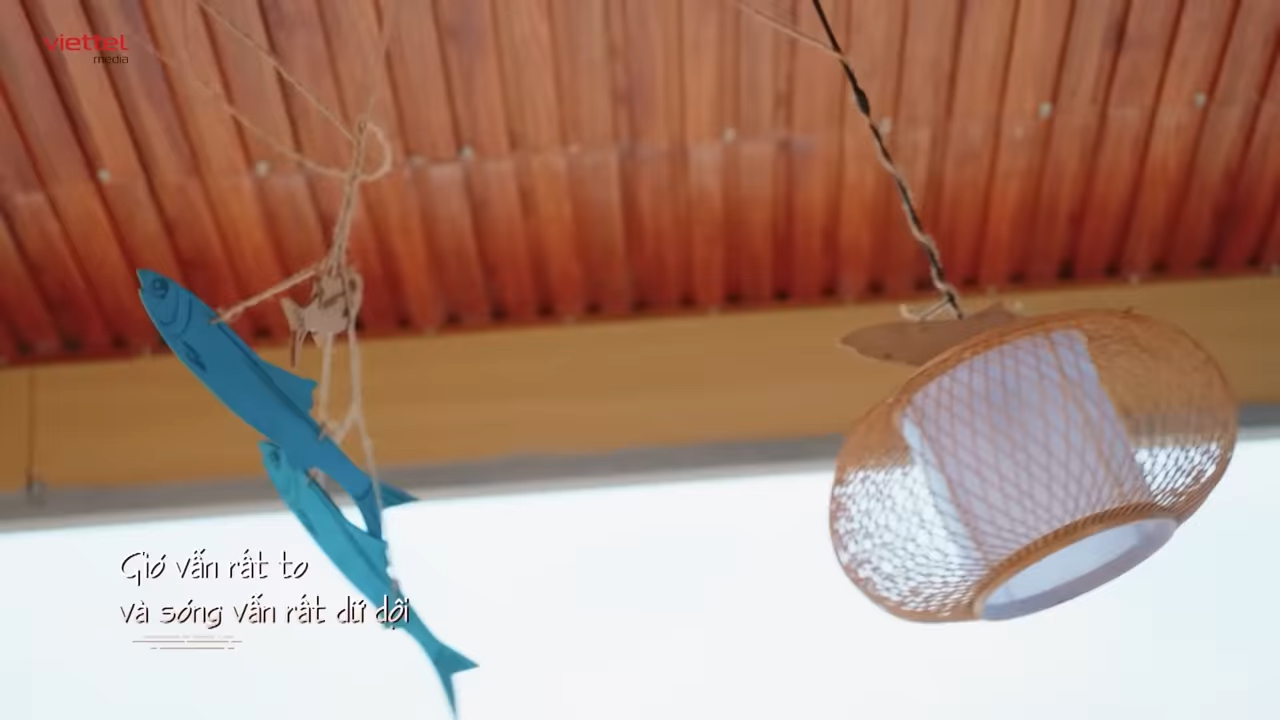 viettel
media
Gió vẫn rất to
và sóng vẫn rất dữ dội